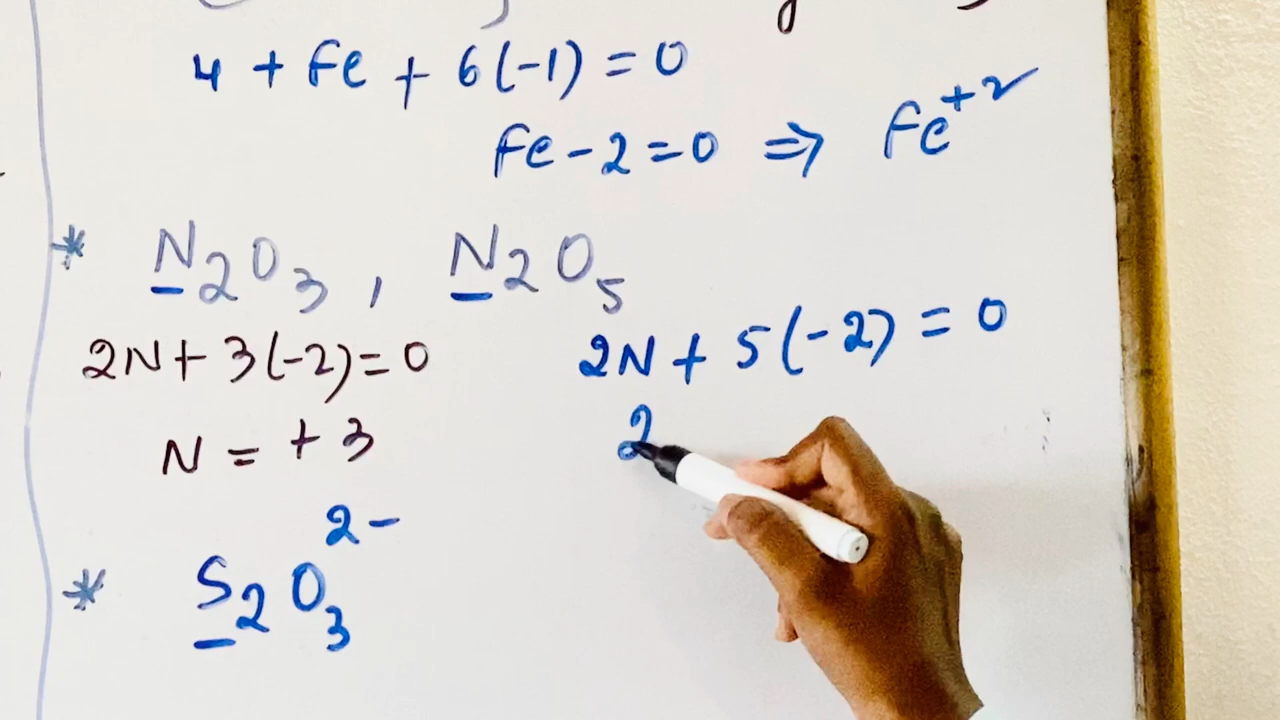 4 + Fe + 6(-1) = 0
Fe - 2 = 0 ⇒ Fe⁺²
* N₂O₃, N₂O₅
2N + 3(-2) = 0
N = + 3
2N + 5(-2) = 0
2
* S₂O₃²⁻